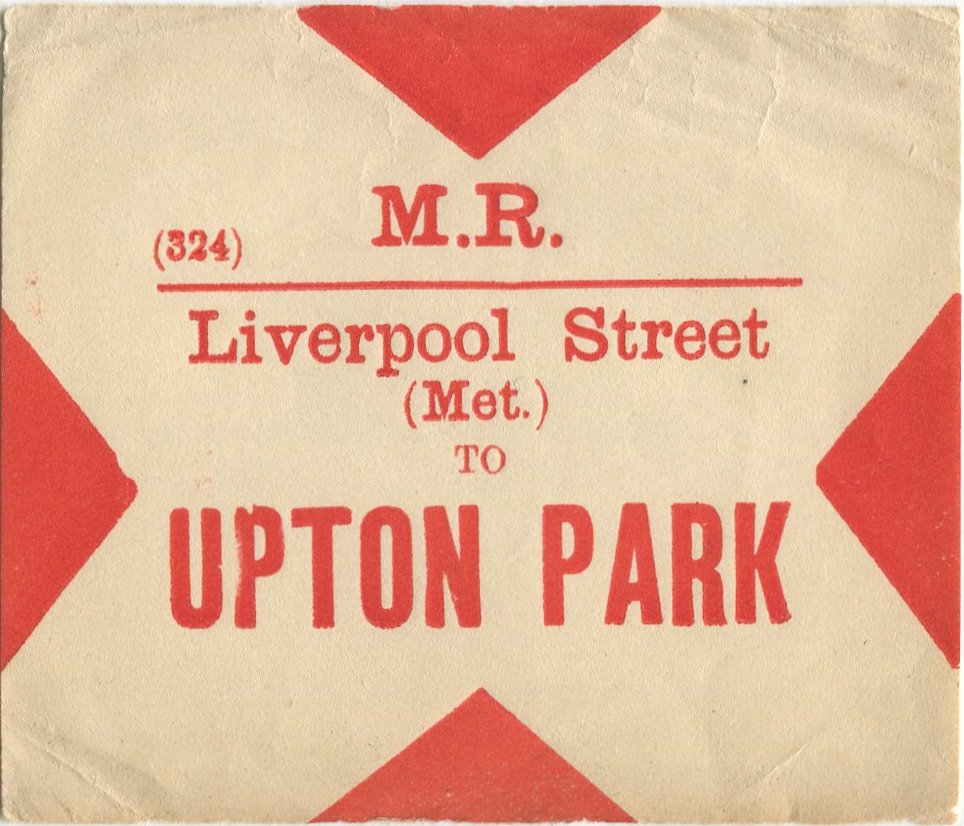 M.R.
(324)
Liverpool Street
(Met.)
TO
UPTON PARK